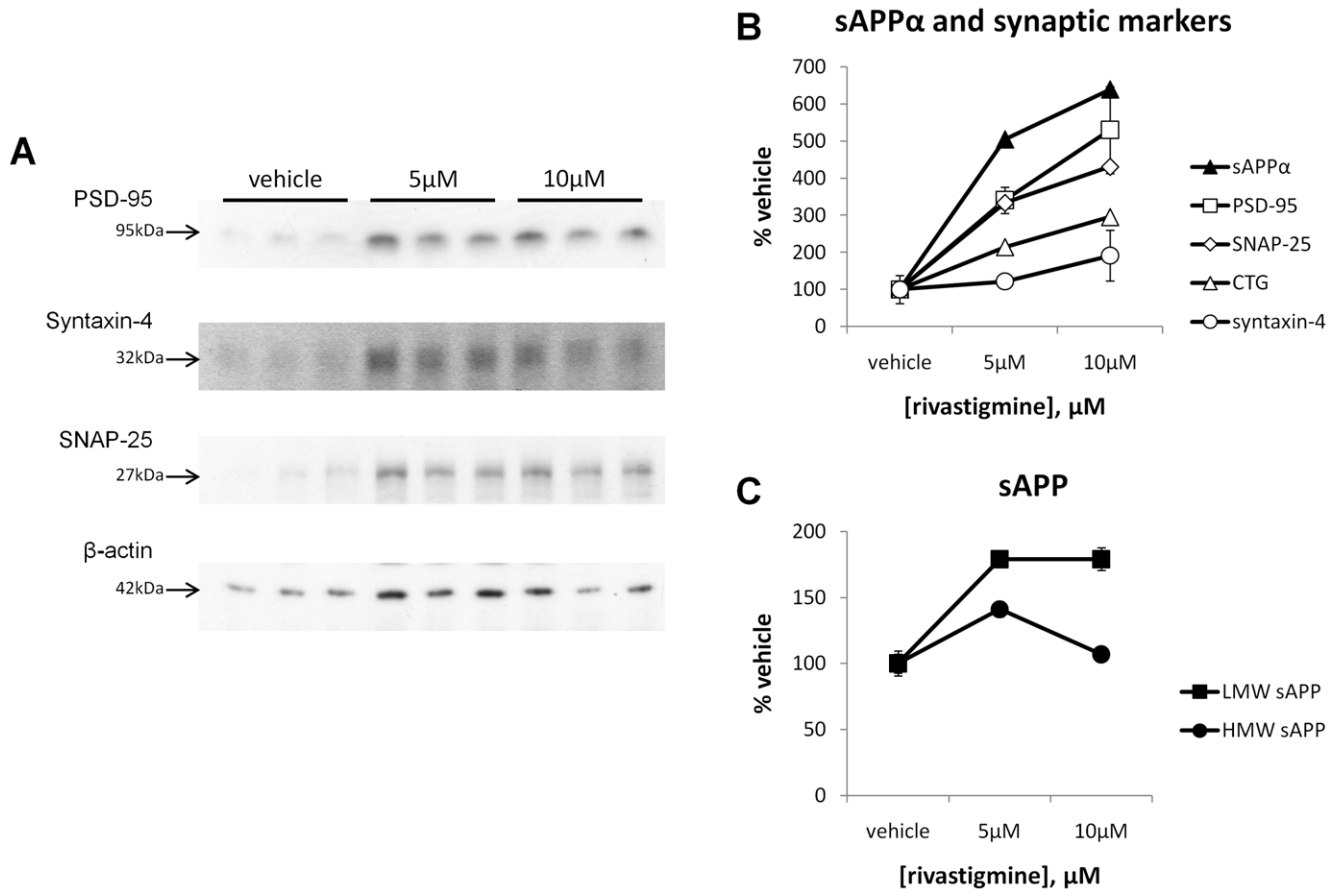 A
vehicle
5μM
10μM
PSD-95
95kDa
Syntaxin-4
32kDa
SNAP-25
27kDa
β-actin
42kDa
B
sAPPα and synaptic markers
700
600
500
400
300
200
100
0
% vehicle
vehicle
5μM
10μM
[rivastigmine], μM
sAPPα
PSD-95
SNAP-25
CTG
syntaxin-4
C
sAPP
200
150
100
50
0
% vehicle
vehicle
5μM
10μM
[rivastigmine], μM
LMW sAPP
HMW sAPP